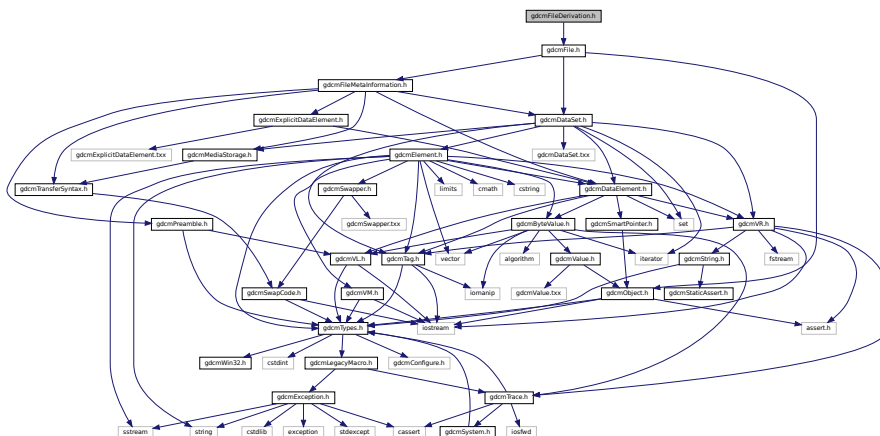 gdcmFileDerivation.h
gdcmFile.h
gdcmFileMetaInformation.h
gdcmExplicitDataElement.h
gdcmDataSet.h
gdcmExplicitDataElement.txx
gdcmMediaStorage.h
gdcmElement.h
gdcmDataSet.txx
gdcmTransferSyntax.h
gdcmSwapper.h
limits
cmath
cstring
gdcmDataElement.h
gdcmPreamble.h
gdcmSwapper.txx
gdcmByteValue.h
gdcmSmartPointer.h
set
gdcmVR.h
gdcmVL.h
gdcmTag.h
vector
algorithm
gdcmValue.h
iterator
gdcmString.h
fstream
gdcmSwapCode.h
gdcmVM.h
iomanip
gdcmValue.txx
gdcmObject.h
gdcmStaticAssert.h
gdcmTypes.h
iostream
assert.h
gdcmWin32.h
cstdint
gdcmLegacyMacro.h
gdcmConfigure.h
gdcmException.h
gdcmTrace.h
sstream
string
cstdlib
exception
stdexcept
cassert
gdcmSystem.h
iosfwd